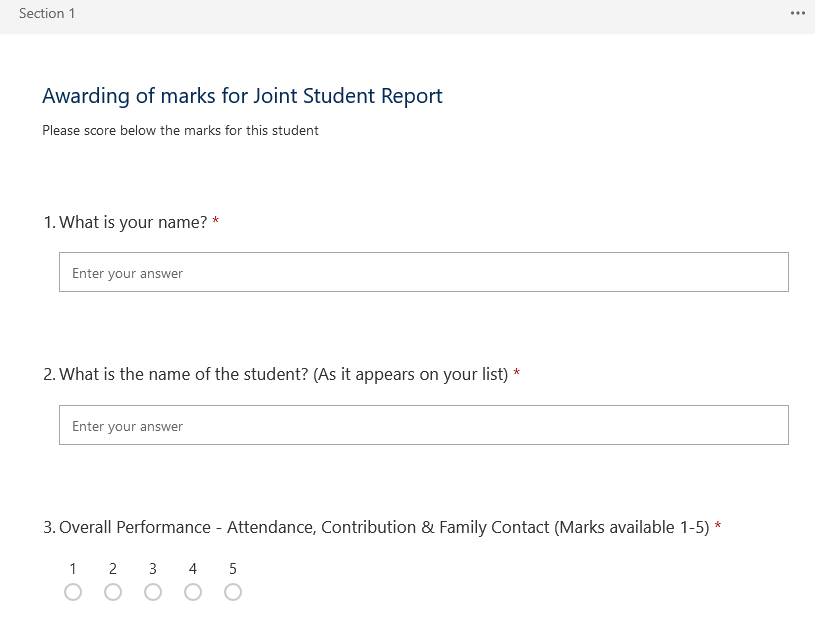 Section 1
Awarding of marks for Joint Student Report
Please score below the marks for this student
1. What is your name? *
Enter your answer
2. What is the name of the student? (As it appears on your list) *
Enter your answer
3. Overall Performance - Attendance, Contribution & Family Contact (Marks available 1-5) *
1 2 3 4 5